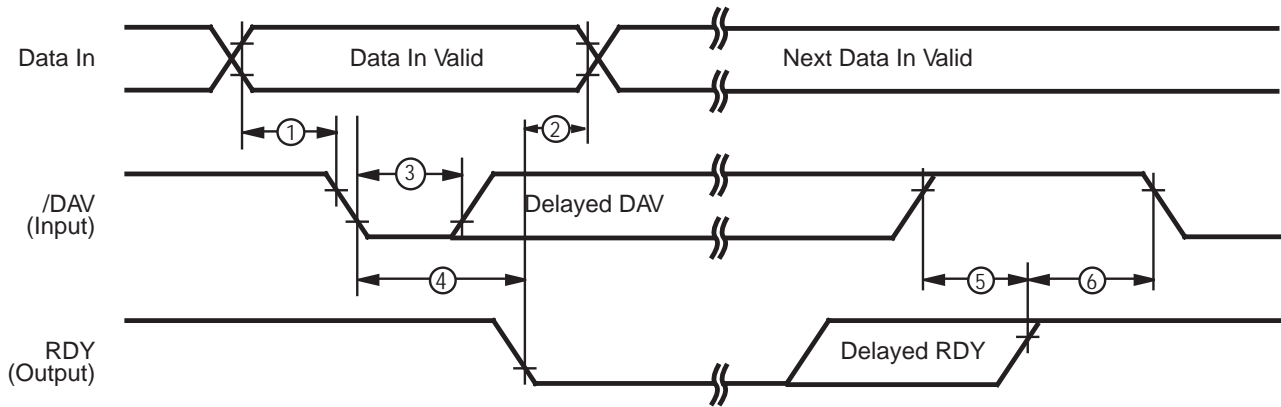 Data In
Data In Valid
Next Data In Valid
1
2
3
/DAV
(Input)
Delayed DAV
4
5
6
RDY
(Output)
Delayed RDY